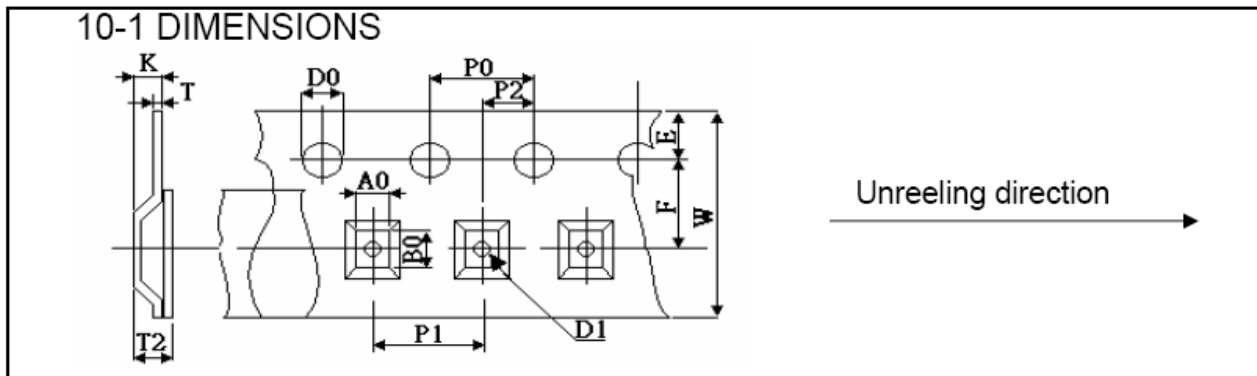 10-1 DIMENSIONS
K
T
D0
P0
P2
E
A0
F
W
B0
Unreeling direction
P1
D1
T2